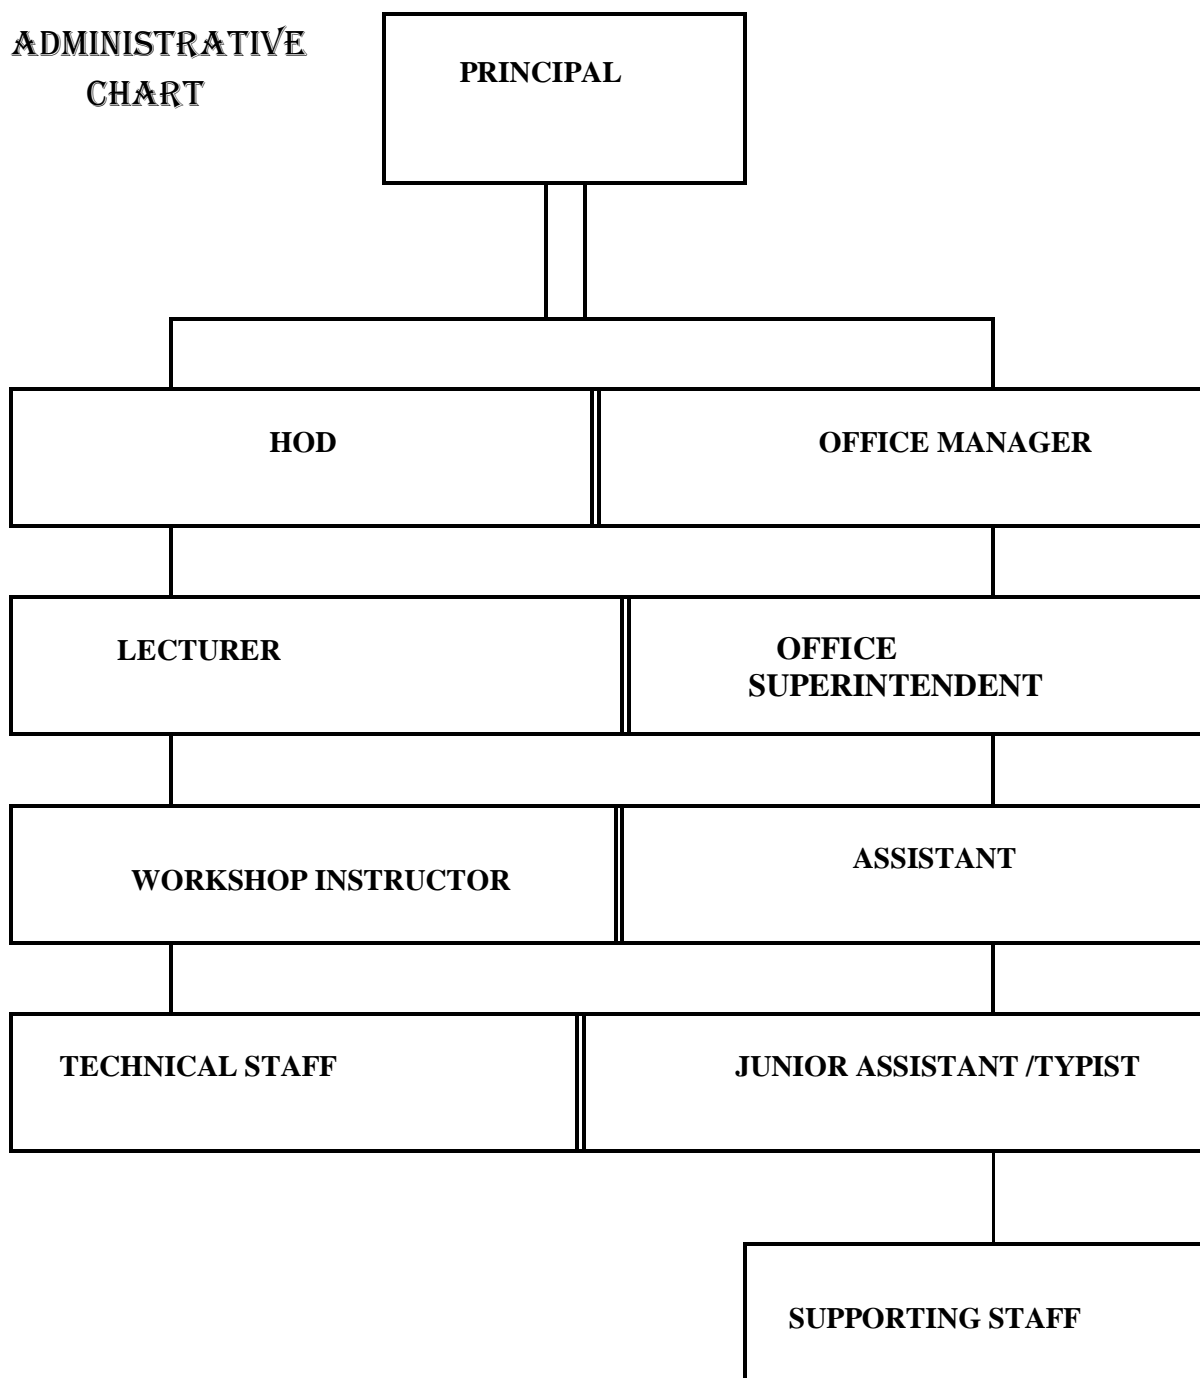 ADMINISTRATIVE
CHART
PRINCIPAL
HOD
OFFICE MANAGER
LECTURER
OFFICE
SUPERINTENDENT
WORKSHOP INSTRUCTOR
ASSISTANT
TECHNICAL STAFF
JUNIOR ASSISTANT /TYPIST
SUPPORTING STAFF